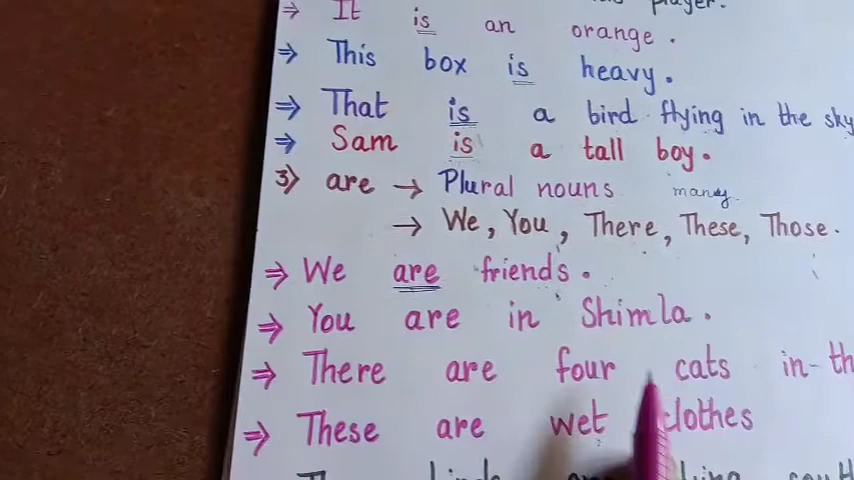 player.
⇒ It is an orange.
⇒ This box is heavy.
⇒ That is a bird flying in the sky
⇒ Sam is a tall boy.
3) are → Plural nouns many.
→ We, You, There, These, Those.
⇒ We are friends.
⇒ You are in Shimla.
⇒ There are four cats in th
⇒ These are wet clothes